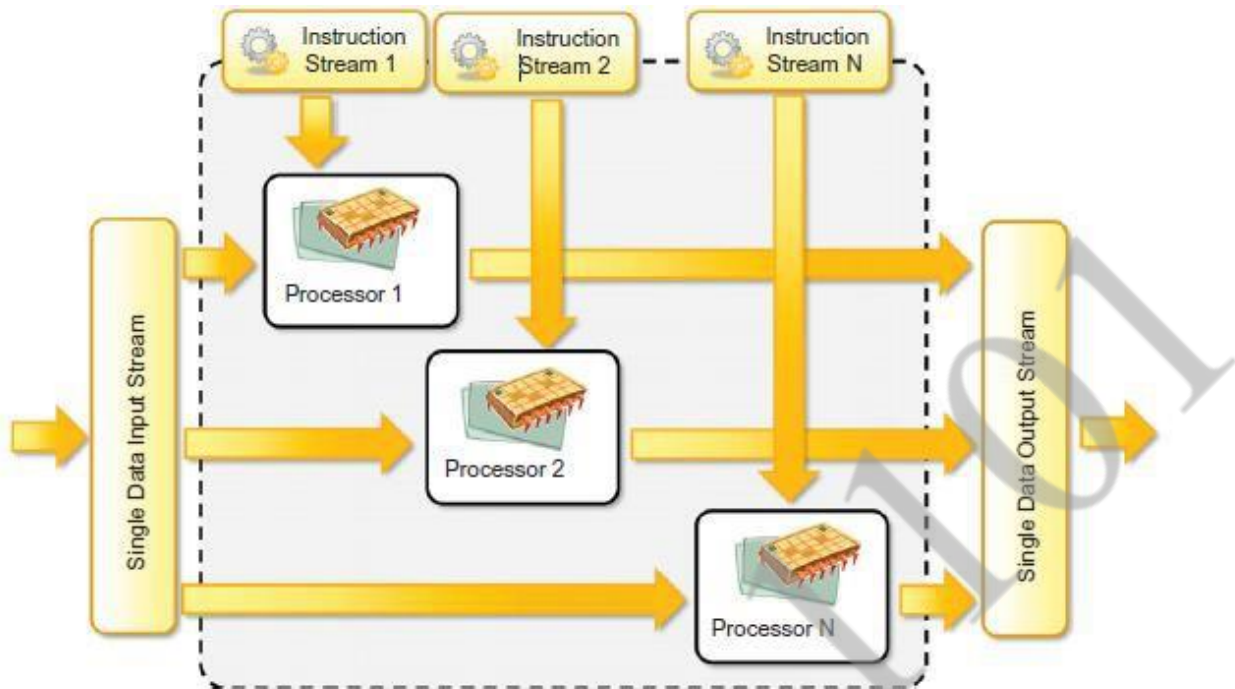 Instruction
Stream 1
Instruction
Stream 2
Instruction
Stream N
Single Data Input Stream
Processor 1
Processor 2
Processor N
Single Data Output Stream